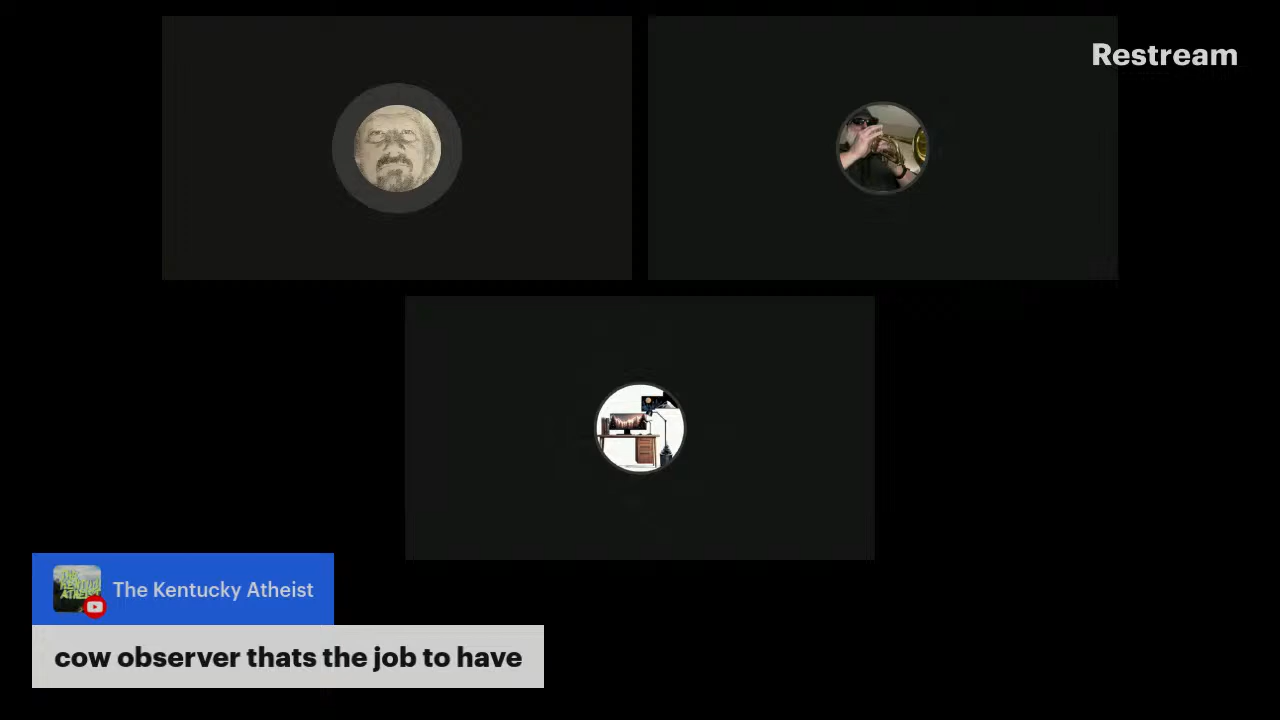 Restream
The Kentucky Atheist
cow observer thats the job to have